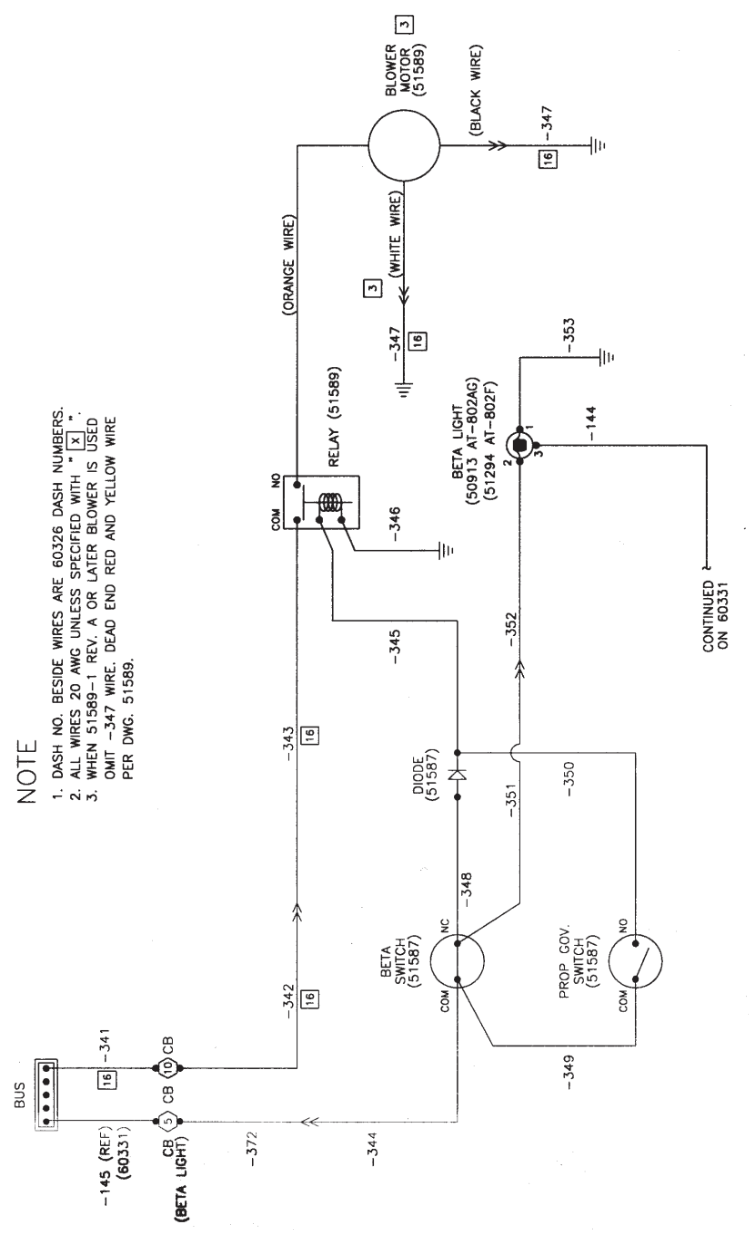 NOTE
1. DASH NO. BESIDE WIRES ARE 60326 DASH NUMBERS.
2. ALL WIRES 20 AWG UNLESS SPECIFIED WITH " x ".
3. WHEN 51589-1 REV. A OR LATER BLOWER IS USED
OMIT -347 WIRE. DEAD END RED AND YELLOW WIRE
PER DWG. 51589.
BUS
-145 (REF)
(60331)
16
-341
CB
5
(BETA LIGHT)
CB
10
CB
-372
-344
-342
16
-343
16
COM
NO
RELAY (51589)
(ORANGE WIRE)
BLOWER
MOTOR
(51589)
3
(WHITE WIRE)
3
-347
16
(BLACK WIRE)
-347
16
-346
-345
BETA
SWITCH
(51587)
COM
NC
-348
DIODE
(51587)
-351
-352
BETA LIGHT
(50913 AT-802AG)
(51294 AT-802F)
2
1
3
-353
-144
CONTINUED
ON 60331
PROP GOV.
SWITCH
(51587)
COM
NO
-349
-350